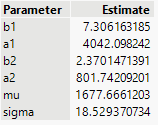 Parameter Estimate
b1 7.306163185
a1 4042.098242
b2 2.3701471391
a2 801.74209201
mu 1677.6661203
sigma 18.529370734